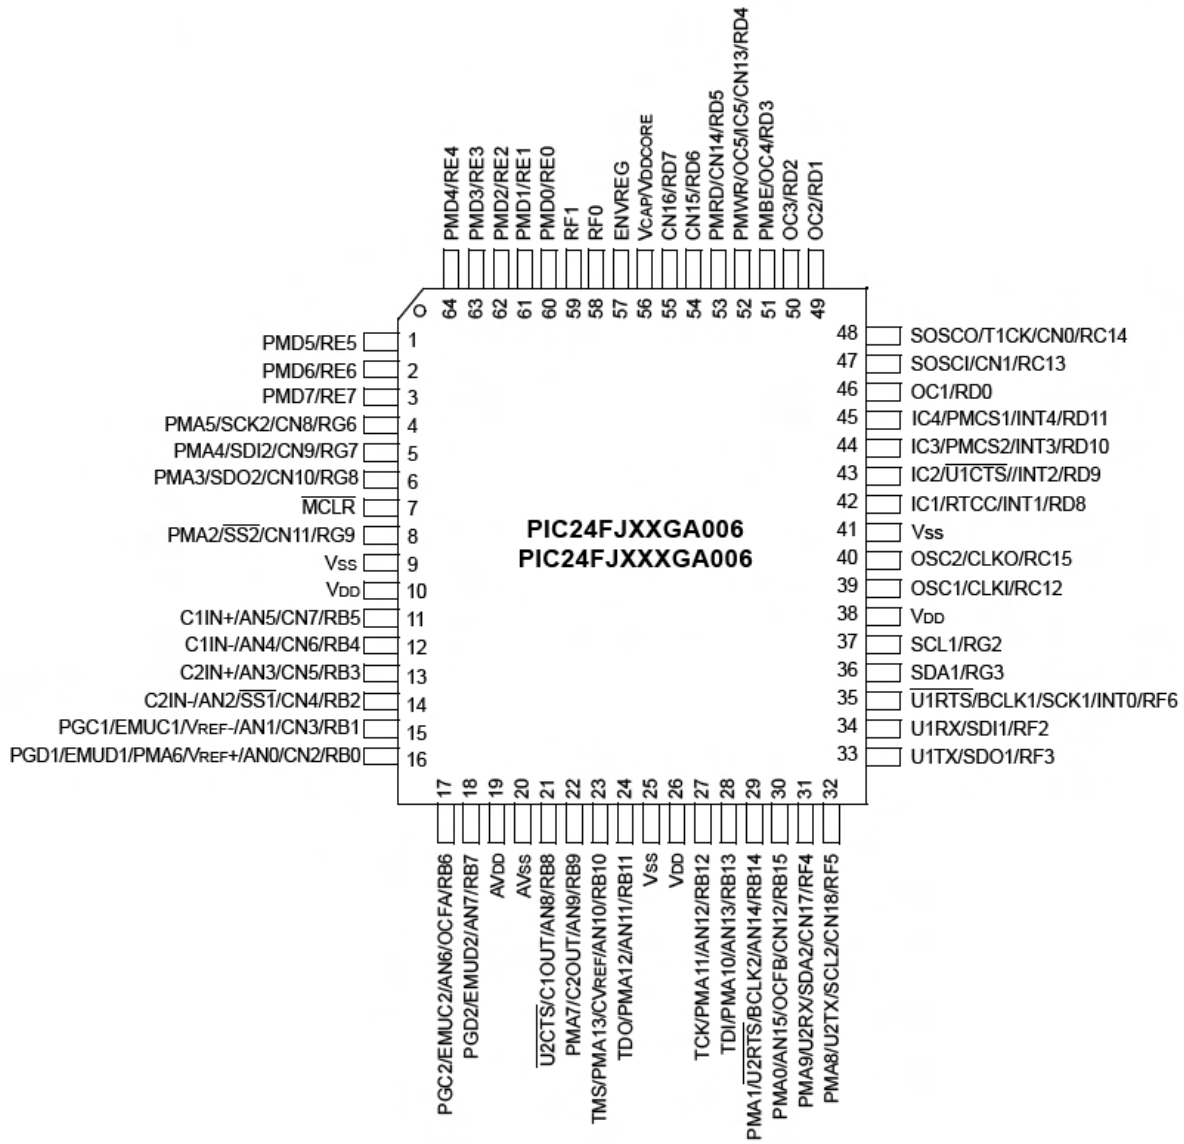 PMD4/RE4
PMD3/RE3
PMD2/RE2
PMD1/RE1
PMD0/RE0
RF1
RF0
ENVREG
VCAP/VDDCORE
CN16/RD7
CN15/RD6
PMRD/CN14/RD5
PMWR/OC5/IC5/CN13/RD4
PMBE/OC4/RD3
OC3/RD2
OC2/RD1
64
63
62
61
60
59
58
57
56
55
54
53
52
51
50
49
PMD5/RE5 1
PMD6/RE6 2
PMD7/RE7 3
PMA5/SCK2/CN8/RG6 4
PMA4/SDI2/CN9/RG7 5
PMA3/SDO2/CN10/RG8 6
MCLR 7
PMA2/SS2/CN11/RG9 8
VSS 9
VDD 10
C1IN+/AN5/CN7/RB5 11
C1IN-/AN4/CN6/RB4 12
C2IN+/AN3/CN5/RB3 13
C2IN-/AN2/SS1/CN4/RB2 14
PGC1/EMUC1/VREF-/AN1/CN3/RB1 15
PGD1/EMUD1/PMA6/VREF+/AN0/CN2/RB0 16
PIC24FJXXGA006
PIC24FJXXXGA006
48 SOSCO/T1CK/CN0/RC14
47 SOSCI/CN1/RC13
46 OC1/RD0
45 IC4/PMCS1/INT4/RD11
44 IC3/PMCS2/INT3/RD10
43 IC2/U1CTS//INT2/RD9
42 IC1/RTCC/INT1/RD8
41 VSS
40 OSC2/CLKO/RC15
39 OSC1/CLKI/RC12
38 VDD
37 SCL1/RG2
36 SDA1/RG3
35 U1RTS/BCLK1/SCK1/INT0/RF6
34 U1RX/SDI1/RF2
33 U1TX/SDO1/RF3
17
18
19
20
21
22
23
24
25
26
27
28
29
30
31
32
PGC2/EMUC2/AN6/OCFA/RB6
PGD2/EMUD2/AN7/RB7
AVDD
AVSS
U2CTS/C1OUT/AN8/RB8
PMA7/C2OUT/AN9/RB9
TMS/PMA13/CVREF/AN10/RB10
TDO/PMA12/AN11/RB11
VSS
VDD
TCK/PMA11/AN12/RB12
TDI/PMA10/AN13/RB13
PMA1/U2RTS/BCLK2/AN14/RB14
PMA0/AN15/OCFB/CN12/RB15
PMA9/U2RX/SDA2/CN17/RF4
PMA8/U2TX/SCL2/CN18/RF5